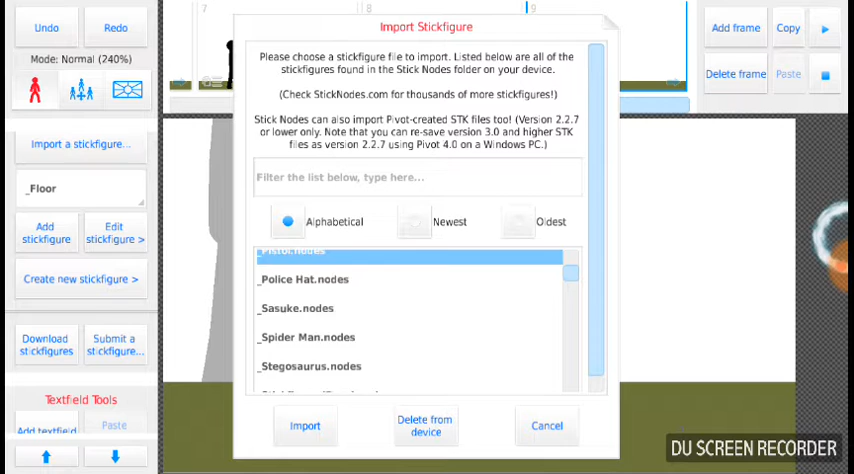 Undo
Redo
Mode: Normal (240%)
Import a stickfigure...
_Floor
Add stickfigure
Edit stickfigure >
Create new stickfigure >
Download stickfigures
Submit a stickfigure...
Textfield Tools
Add textfield
Paste
7
9
Import Stickfigure
Please choose a stickfigure file to import. Listed below are all of the
stickfigures found in the Stick Nodes folder on your device.
(Check StickNodes.com for thousands of more stickfigures!)
Stick Nodes can also import Pivot-created STK files too! (Version 2.2.7
or lower only. Note that you can re-save version 3.0 and higher STK
files as version 2.2.7 using Pivot 4.0 on a Windows PC.)
Filter the list below, type here...
Alphabetical
Newest
Oldest
_Pistol.nodes
_Police Hat.nodes
_Sasuke.nodes
_Spider Man.nodes
_Stegosaurus.nodes
Import
Delete from device
Cancel
Add frame
Copy
Delete frame
Paste
DU SCREEN RECORDER